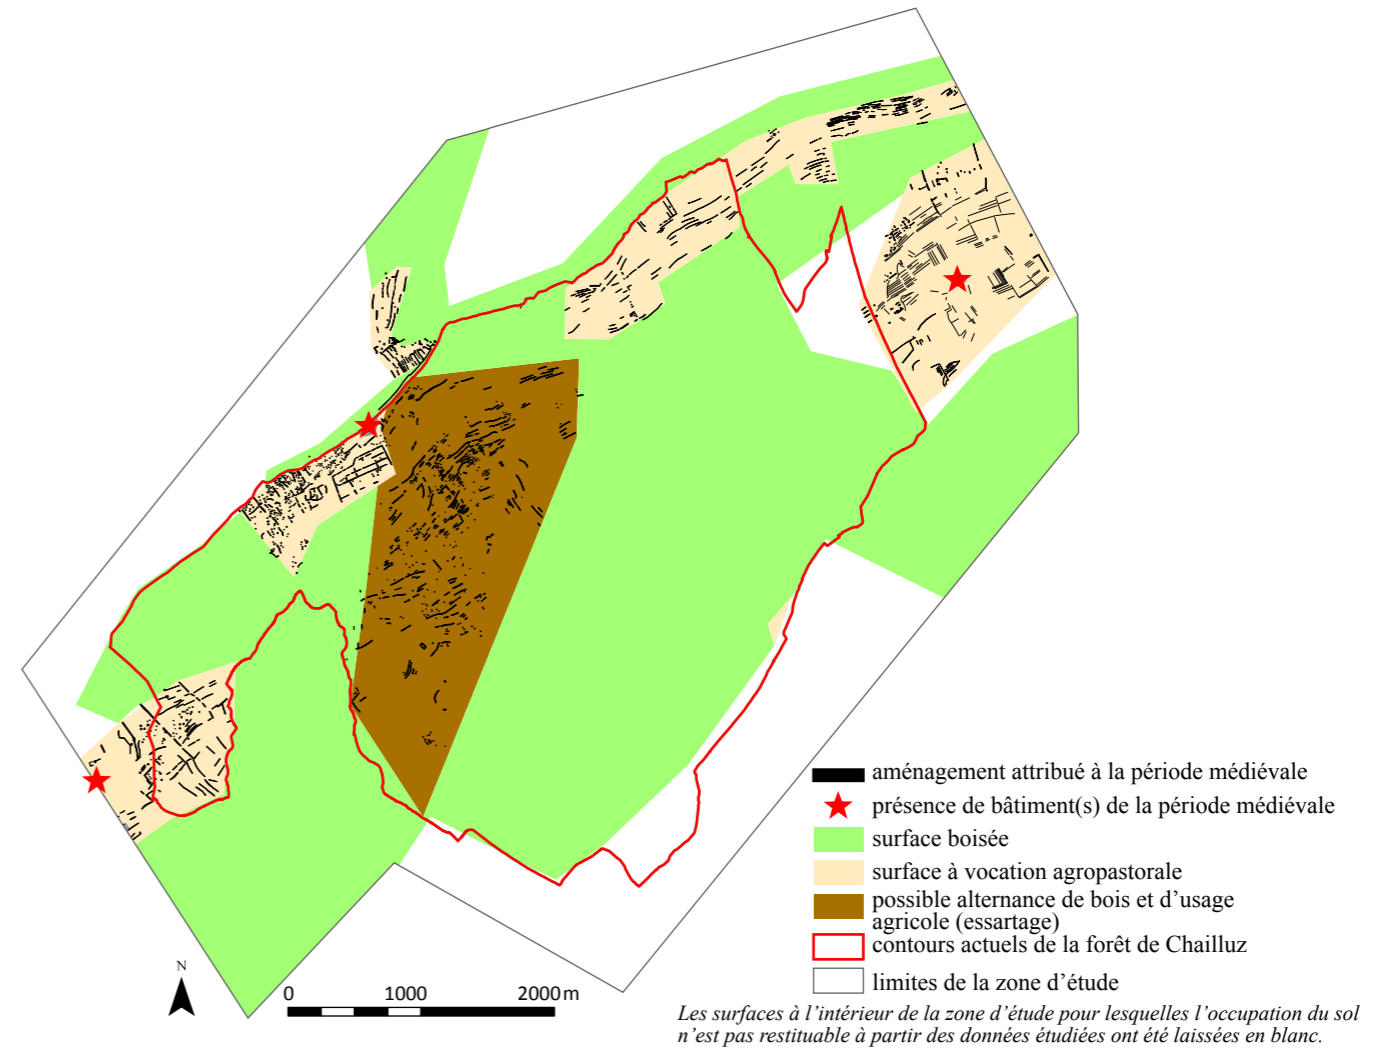 aménagement attribué à la période médiévale
présence de bâtiment(s) de la période médiévale
surface boisée
surface à vocation agropastorale
possible alternance de bois et d'usage
agricole (essartage)
contours actuels de la forêt de Chailluz
limites de la zone d'étude
N
0 1000 2000 m
Les surfaces à l'intérieur de la zone d'étude pour lesquelles l'occupation du sol
n'est pas restituable à partir des données étudiées ont été laissées en blanc.